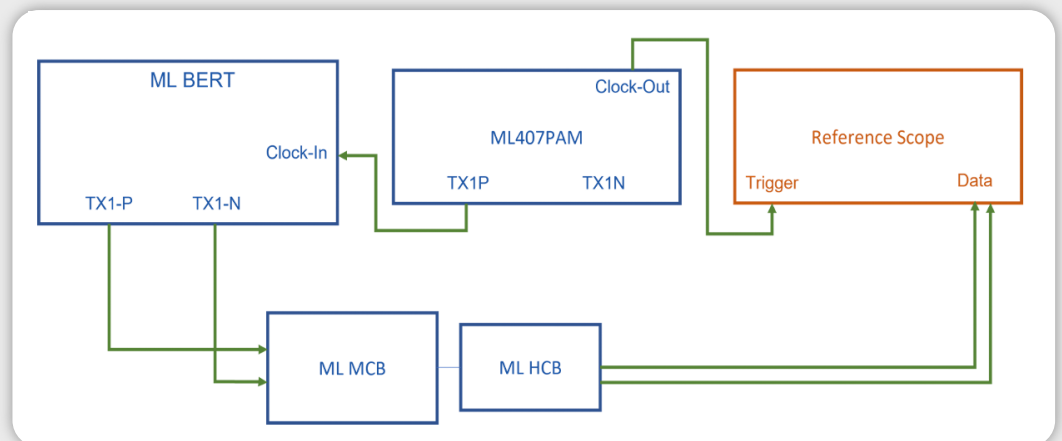 ML BERT
Clock-In
TX1-P
TX1-N
Clock-Out
ML407PAM
TX1P
TX1N
Reference Scope
Trigger
Data
ML MCB
ML HCB